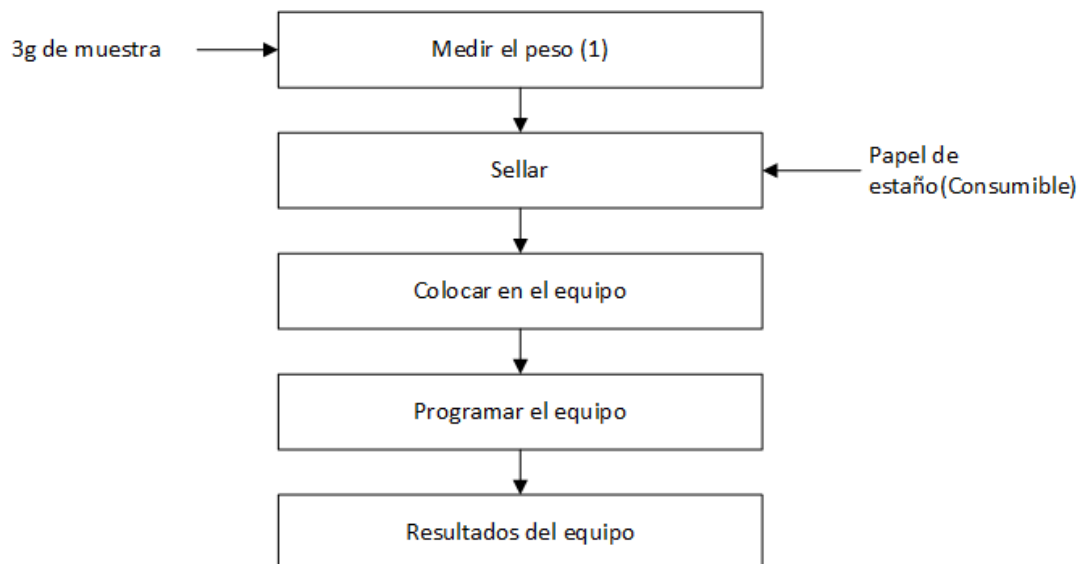 3g de muestra
Medir el peso (1)
Sellar
Papel de
estaño(Consumible)
Colocar en el equipo
Programar el equipo
Resultados del equipo